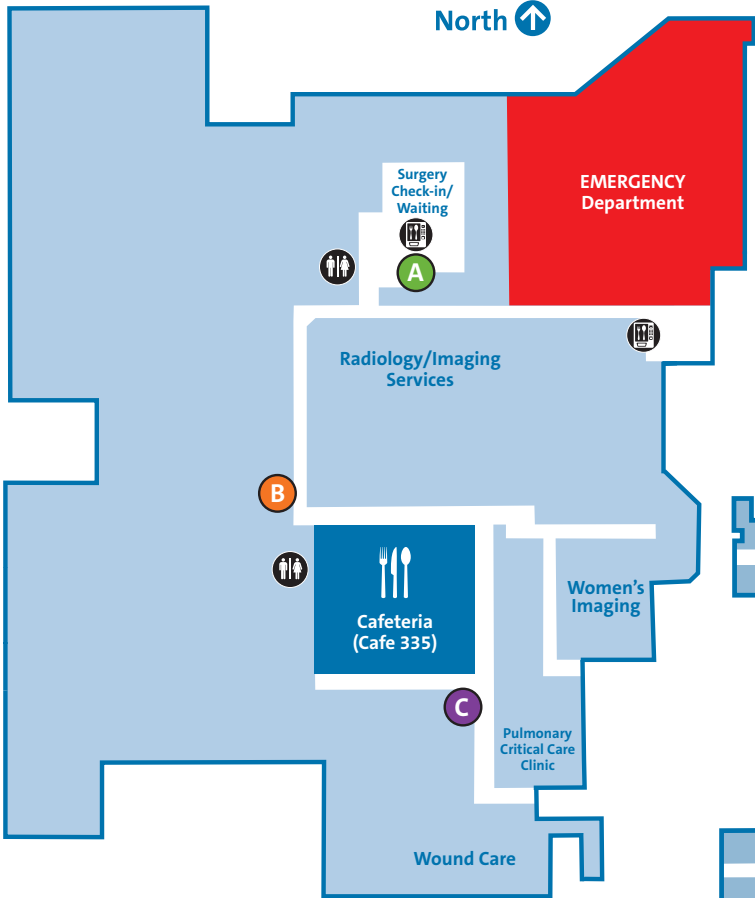 North
EMERGENCY
Department
Surgery
Check-in/
Waiting
A
Radiology/Imaging
Services
B
Cafeteria
(Cafe 335)
Women's
Imaging
C
Pulmonary
Critical Care
Clinic
Wound Care